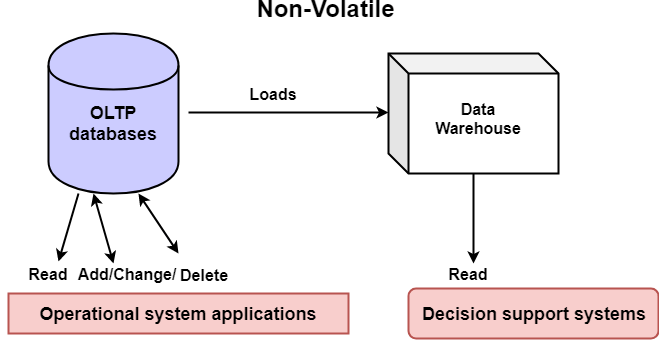 Non-Volatile
OLTP
databases
Loads
Data
Warehouse
Read Add/Change/ Delete
Read
Operational system applications
Decision support systems